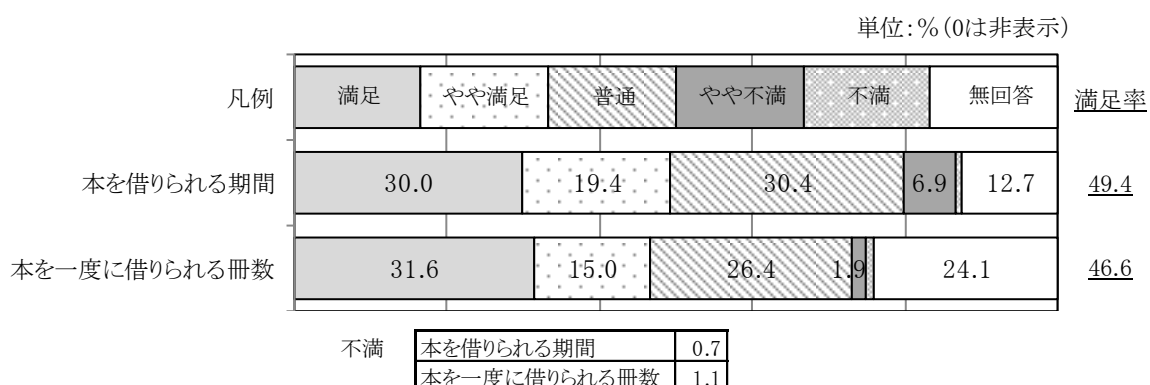 単位:%(0は非表示)
凡例 満足 やや満足 普通 やや不満 不満 無回答 満足率
本を借りられる期間 30.0 19.4 30.4 6.9 12.7 49.4
本を一度に借りられる冊数 31.6 15.0 26.4 1.9 24.1 46.6
不満 本を借りられる期間 0.7
本を一度に借りられる冊数 1.1